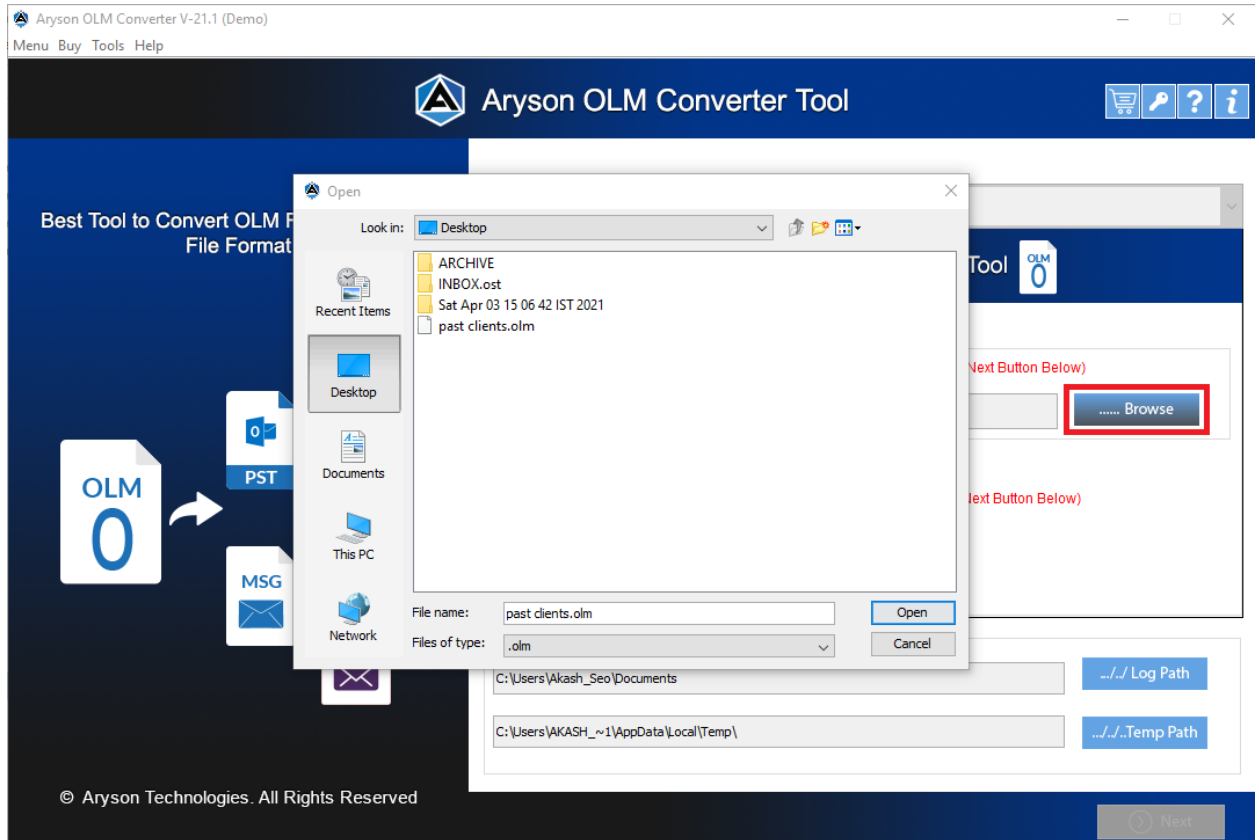 Aryson OLM Converter V-21.1 (Demo)
Menu Buy Tools Help
Aryson OLM Converter Tool
Best Tool to Convert OLM
File Format
OLM
PST
MSG
Open
Look in:
Desktop
Recent Items
Desktop
Documents
This PC
Network
ARCHIVE
INBOX.ost
Sat Apr 03 15 06 42 IST 2021
past clients.olm
File name:
past clients.olm
Open
Files of type:
.olm
Cancel
Tool
OLM
Next Button Below)
...... Browse
Next Button Below)
C:\Users\Akash_Seo\Documents
.../../ Log Path
C:\Users\AKASH_~1\AppData\Local\Temp\
.../../..Temp Path
© Aryson Technologies. All Rights Reserved
Next